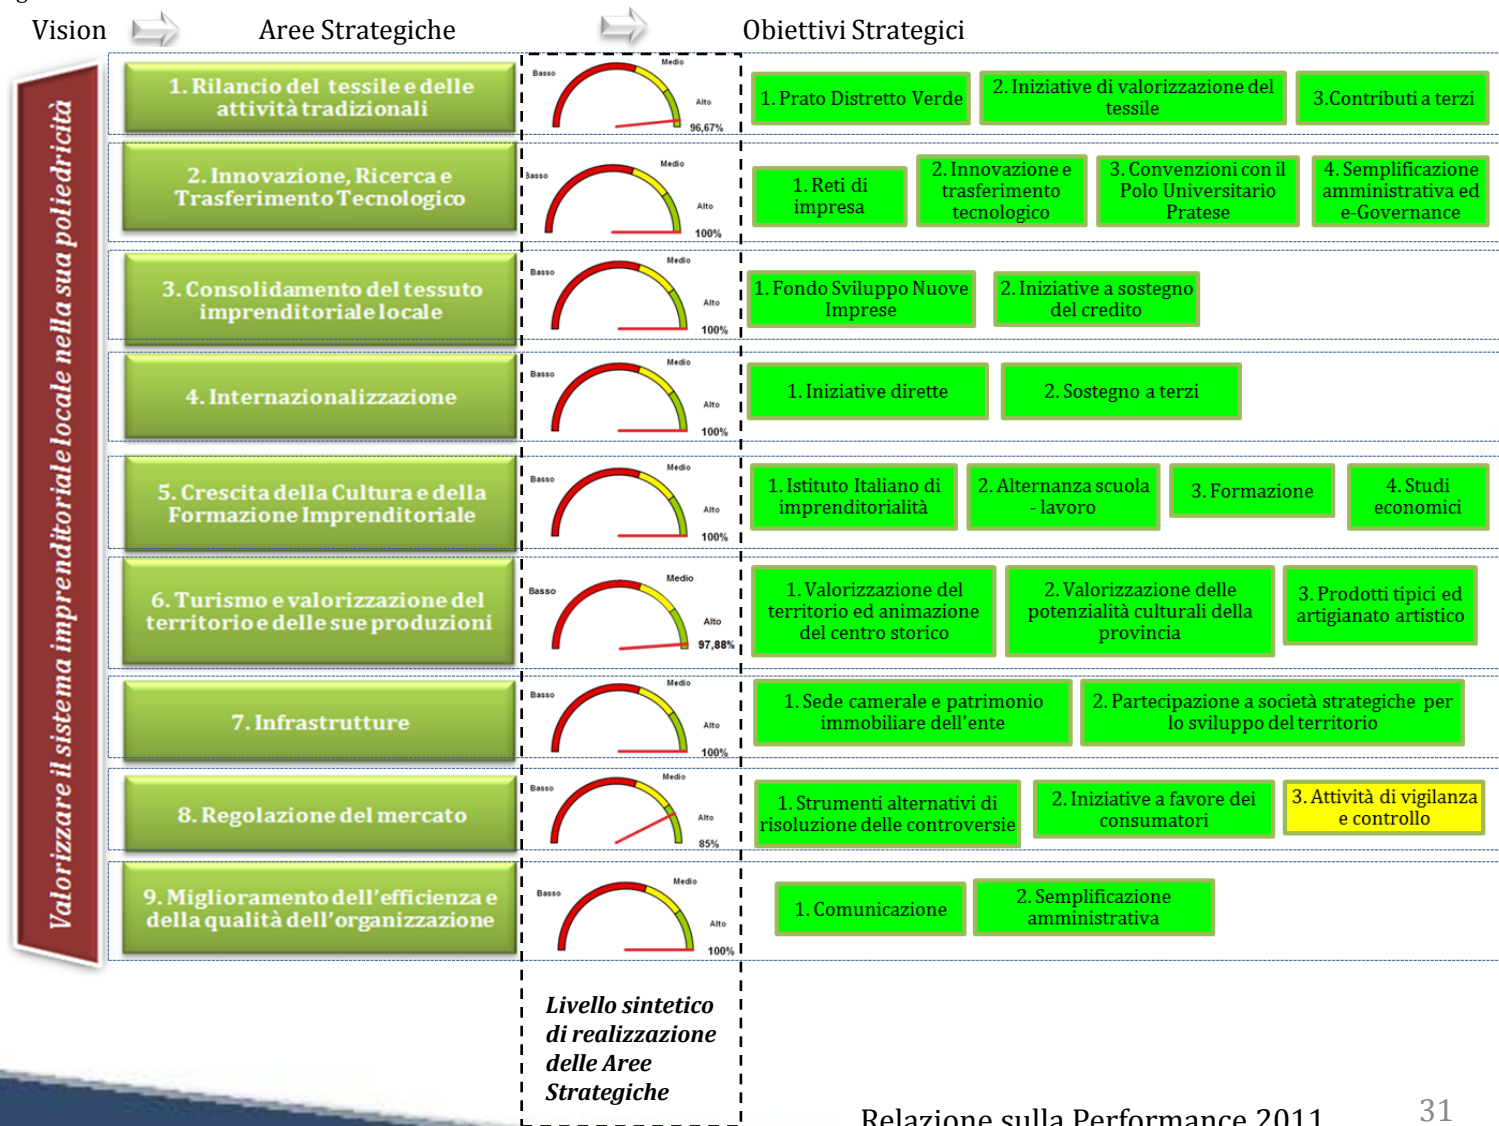 Vision
Aree Strategiche
Obiettivi Strategici
Valorizzare il sistema imprenditoriale locale nella sua poliedricità
1. Rilancio del tessile e delle
attività tradizionali
Basso
Medio
Alto
96,67%
1. Prato Distretto Verde
2. Iniziative di valorizzazione del
tessile
3.Contributi a terzi
2. Innovazione, Ricerca e
Trasferimento Tecnologico
Basso
Medio
Alto
100%
1. Reti di
impresa
2. Innovazione e
trasferimento
tecnologico
3. Convenzioni con il
Polo Universitario
Pratese
4. Semplificazione
amministrativa ed
e-Governance
3. Consolidamento del tessuto
imprenditoriale locale
Basso
Medio
Alto
100%
1. Fondo Sviluppo Nuove
Imprese
2. Iniziative a sostegno
del credito
4. Internazionalizzazione
Basso
Medio
Alto
100%
1. Iniziative dirette
2. Sostegno a terzi
5. Crescita della Cultura e della
Formazione Imprenditoriale
Basso
Medio
Alto
100%
1. Istituto Italiano di
imprenditorialità
2. Alternanza scuola
- lavoro
3. Formazione
4. Studi
economici
6. Turismo e valorizzazione del
territorio e delle sue produzioni
Basso
Medio
Alto
97,88%
1. Valorizzazione del
territorio ed animazione
del centro storico
2. Valorizzazione delle
potenzialità culturali della
provincia
3. Prodotti tipici ed
artigianato artistico
7. Infrastrutture
Basso
Medio
Alto
100%
1. Sede camerale e patrimonio
immobiliare dell'ente
2. Partecipazione a società strategiche per
lo sviluppo del territorio
8. Regolazione del mercato
Basso
Medio
Alto
85%
1. Strumenti alternativi di
risoluzione delle controversie
2. Iniziative a favore dei
consumatori
3. Attività di vigilanza
e controllo
9. Miglioramento dell'efficienza e
della qualità dell'organizzazione
Basso
Medio
Alto
100%
1. Comunicazione
2. Semplificazione
amministrativa
Livello sintetico
di realizzazione
delle Aree
Strategiche
Relazione sulla Performance 2011
31